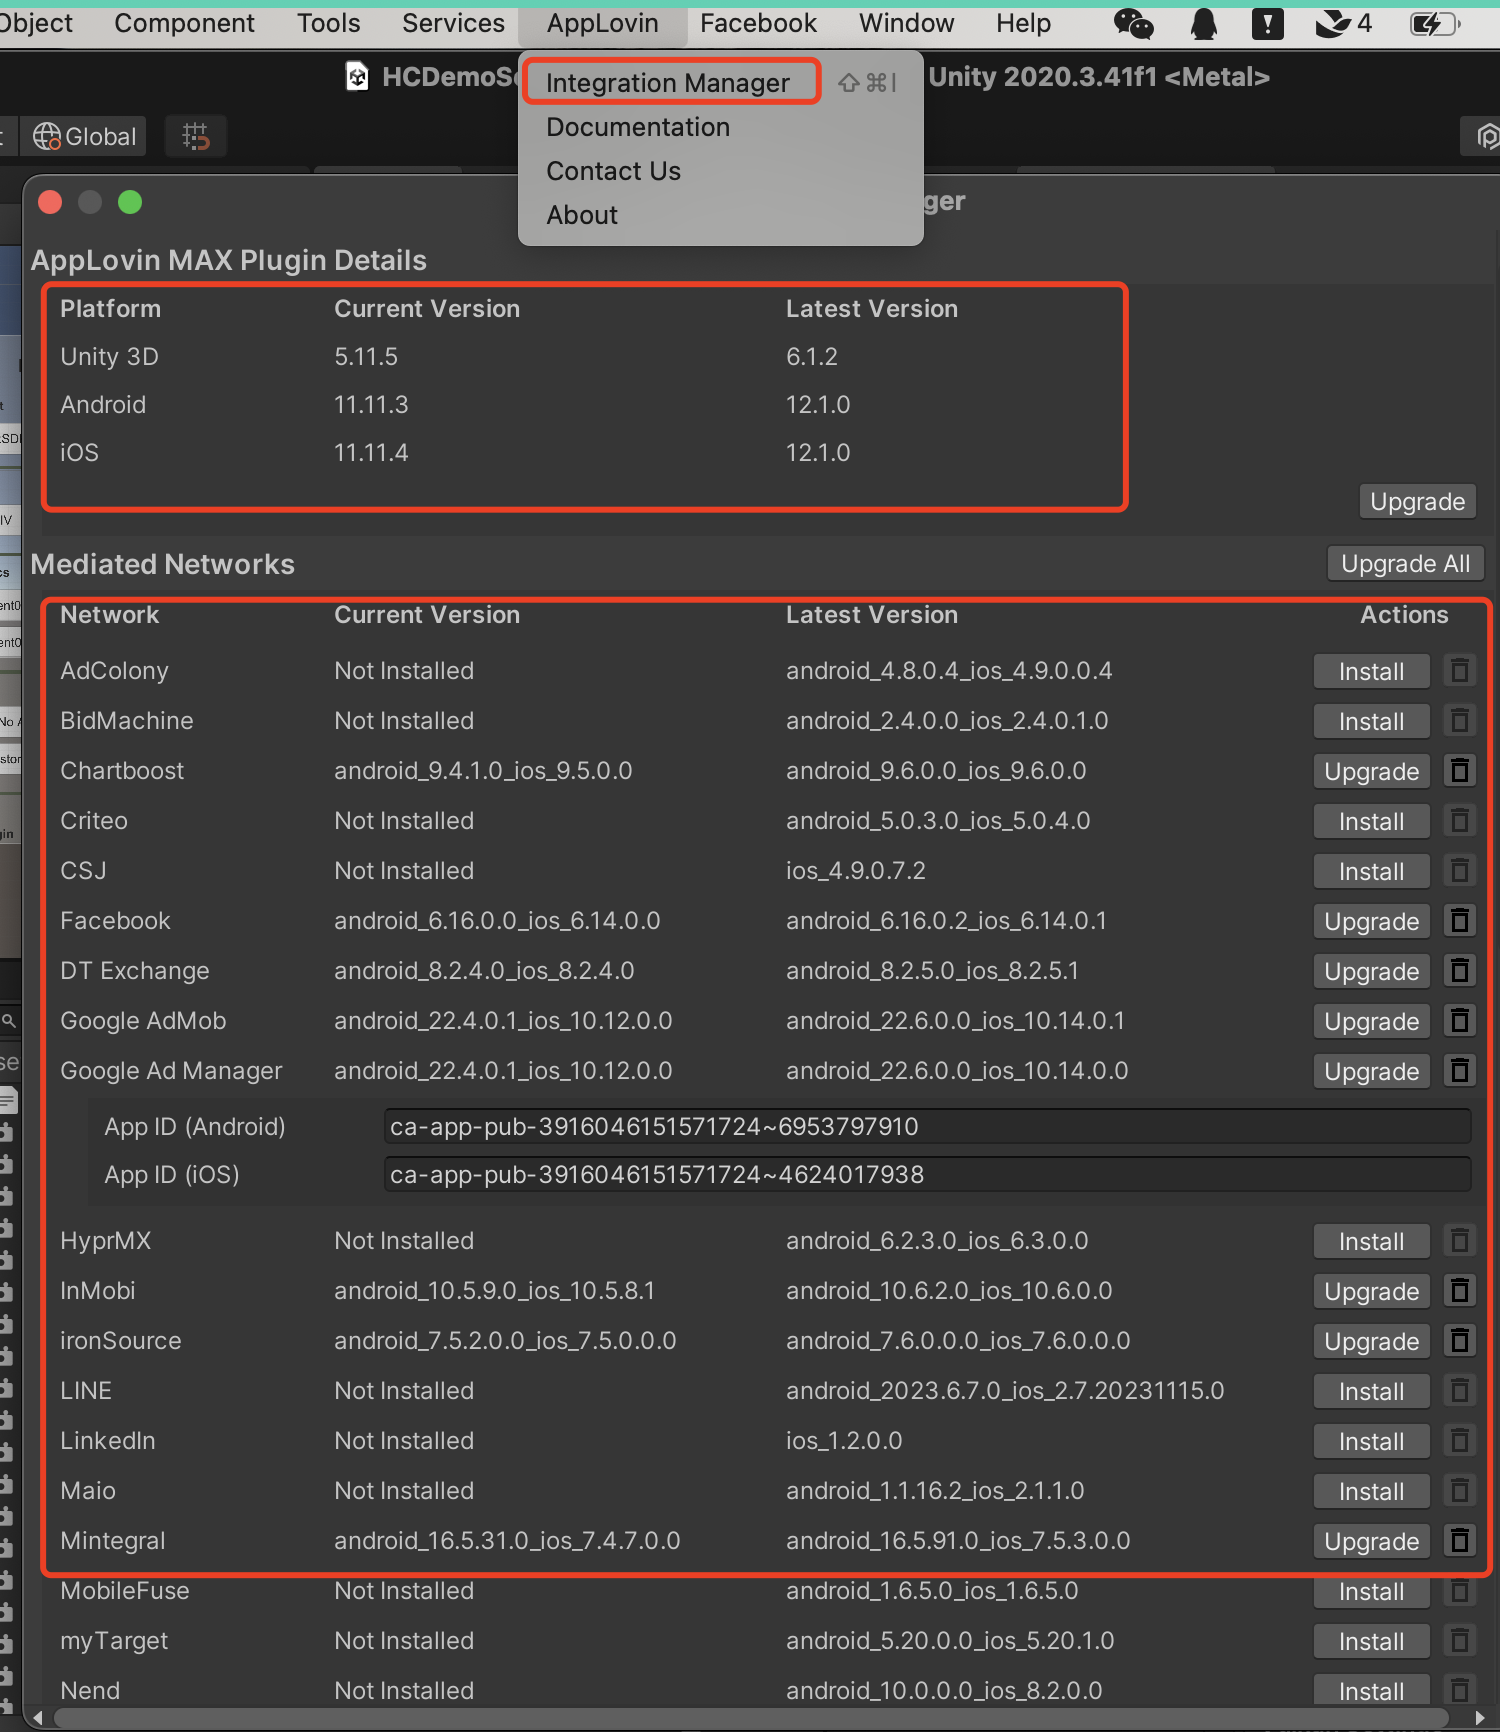 Object Component Tools Services AppLovin Facebook Window Help 4
HCDemoSc Unity 2020.3.41f1 <Metal>
Integration Manager ⇧⌘I
Global
Documentation
Contact Us
About
ger
AppLovin MAX Plugin Details
Platform Current Version Latest Version
Unity 3D 5.11.5 6.1.2
Android 11.11.3 12.1.0
iOS 11.11.4 12.1.0
Upgrade
Mediated Networks Upgrade All
Network Current Version Latest Version Actions
AdColony Not Installed android_4.8.0.4_ios_4.9.0.0.4 Install
BidMachine Not Installed android_2.4.0.0_ios_2.4.0.1.0 Install
Chartboost android_9.4.1.0_ios_9.5.0.0 android_9.6.0.0_ios_9.6.0.0 Upgrade
Criteo Not Installed android_5.0.3.0_ios_5.0.4.0 Install
CSJ Not Installed ios_4.9.0.7.2 Install
Facebook android_6.16.0.0_ios_6.14.0.0 android_6.16.0.2_ios_6.14.0.1 Upgrade
DT Exchange android_8.2.4.0_ios_8.2.4.0 android_8.2.5.0_ios_8.2.5.1 Upgrade
Google AdMob android_22.4.0.1_ios_10.12.0.0 android_22.6.0.0_ios_10.14.0.1 Upgrade
Google Ad Manager android_22.4.0.1_ios_10.12.0.0 android_22.6.0.0_ios_10.14.0.0 Upgrade
App ID (Android) ca-app-pub-3916046151571724~6953797910
App ID (iOS) ca-app-pub-3916046151571724~4624017938
HyprMX Not Installed android_6.2.3.0_ios_6.3.0.0 Install
InMobi android_10.5.9.0_ios_10.5.8.1 android_10.6.2.0_ios_10.6.0.0 Upgrade
ironSource android_7.5.2.0.0_ios_7.5.0.0.0 android_7.6.0.0.0_ios_7.6.0.0.0 Upgrade
LINE Not Installed android_2023.6.7.0_ios_2.7.20231115.0 Install
LinkedIn Not Installed ios_1.2.0.0 Install
Maio Not Installed android_1.1.16.2_ios_2.1.1.0 Install
Mintegral android_16.5.31.0_ios_7.4.7.0.0 android_16.5.91.0_ios_7.5.3.0.0 Upgrade
MobileFuse Not Installed android_1.6.5.0_ios_1.6.5.0 Install
myTarget Not Installed android_5.20.0.0_ios_5.20.1.0 Install
Nend Not Installed android_10.0.0.0_ios_8.2.0.0 Install